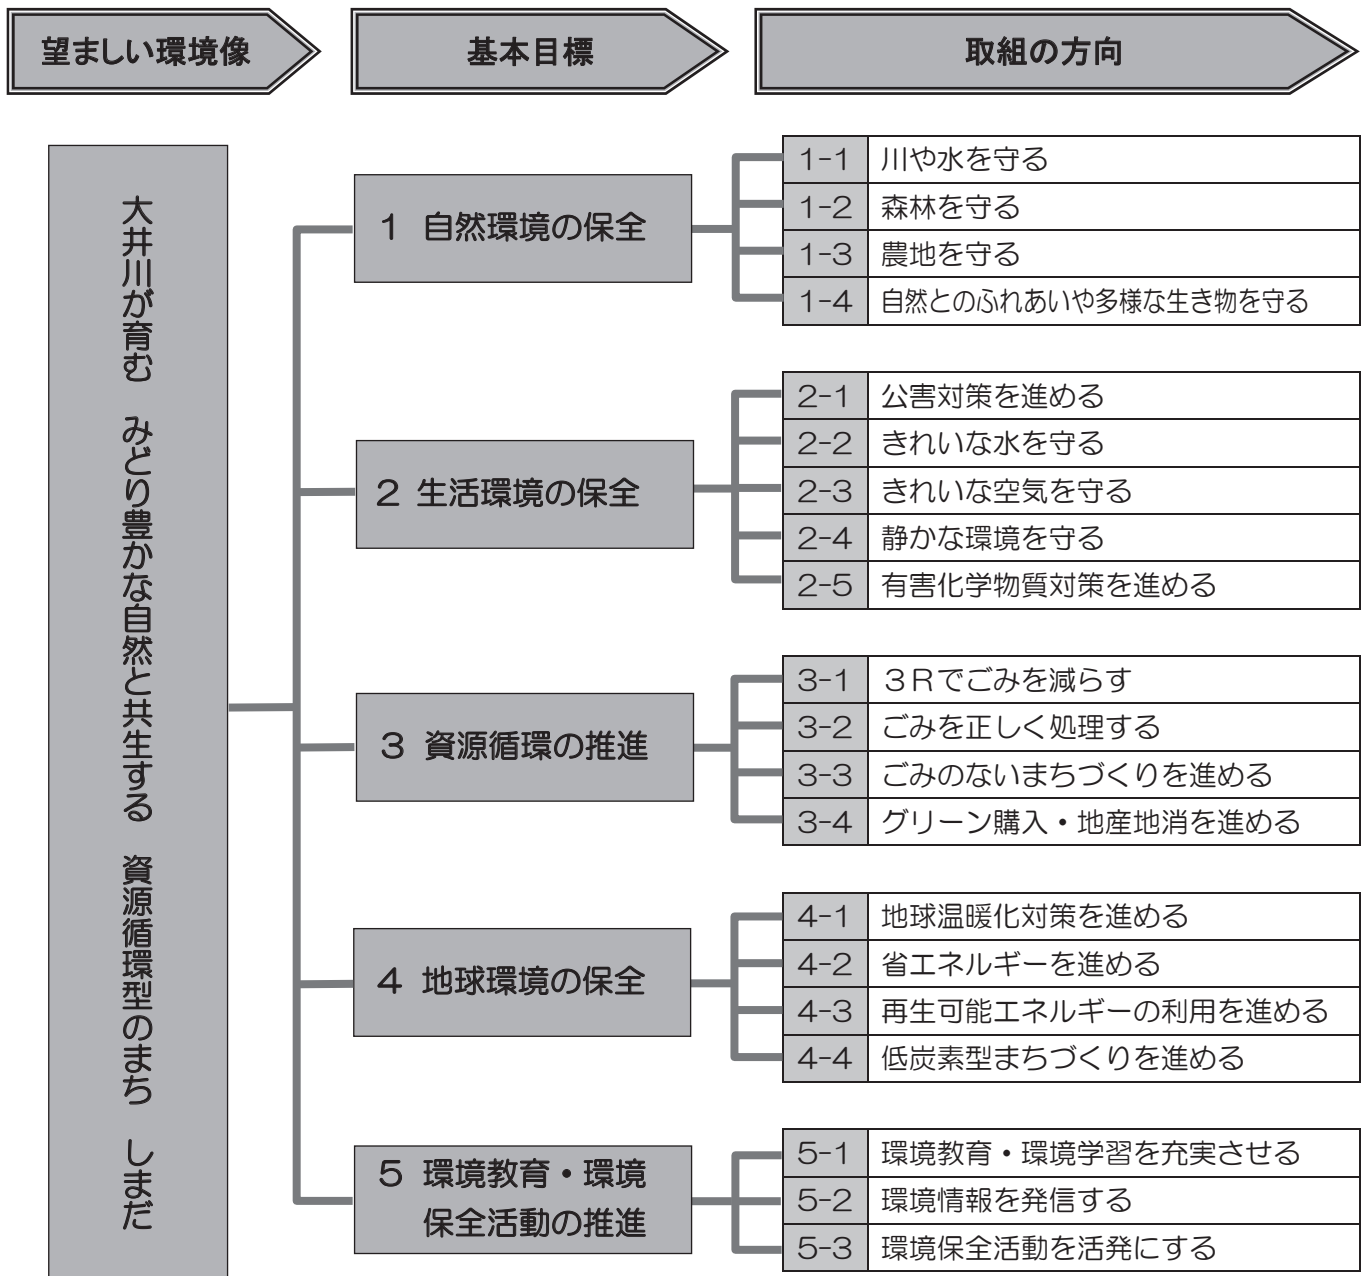 望ましい環境像
基本目標
取組の方向
大井川が育む　みどり豊かな自然と共生する　資源循環型のまち　しまだ
1 自然環境の保全
1-1 川や水を守る
1-2 森林を守る
1-3 農地を守る
1-4 自然とのふれあいや多様な生き物を守る
2 生活環境の保全
2-1 公害対策を進める
2-2 きれいな水を守る
2-3 きれいな空気を守る
2-4 静かな環境を守る
2-5 有害化学物質対策を進める
3 資源循環の推進
3-1 ３Ｒでごみを減らす
3-2 ごみを正しく処理する
3-3 ごみのないまちづくりを進める
3-4 グリーン購入・地産地消を進める
4 地球環境の保全
4-1 地球温暖化対策を進める
4-2 省エネルギーを進める
4-3 再生可能エネルギーの利用を進める
4-4 低炭素型まちづくりを進める
5 環境教育・環境
保全活動の推進
5-1 環境教育・環境学習を充実させる
5-2 環境情報を発信する
5-3 環境保全活動を活発にする